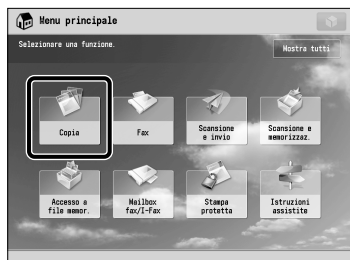 Menu principale
Selezionare una funzione.
Mostra tutti
Copia
Fax
Scansione
e invio
Scansione e
memorizzaz.
Accesso a
file memor.
Mailbox
fax/I-Fax
Stampa
protetta
Istruzioni
assistite